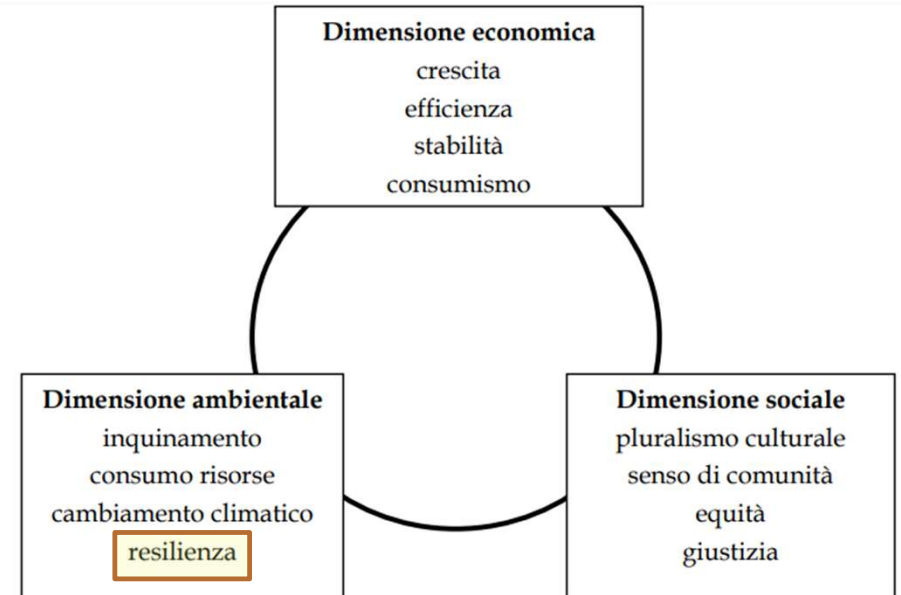 Dimensione economica
crescita
efficienza
stabilità
consumismo
Dimensione ambientale
inquinamento
consumo risorse
cambiamento climatico
resilienza
Dimensione sociale
pluralismo culturale
senso di comunità
equità
giustizia